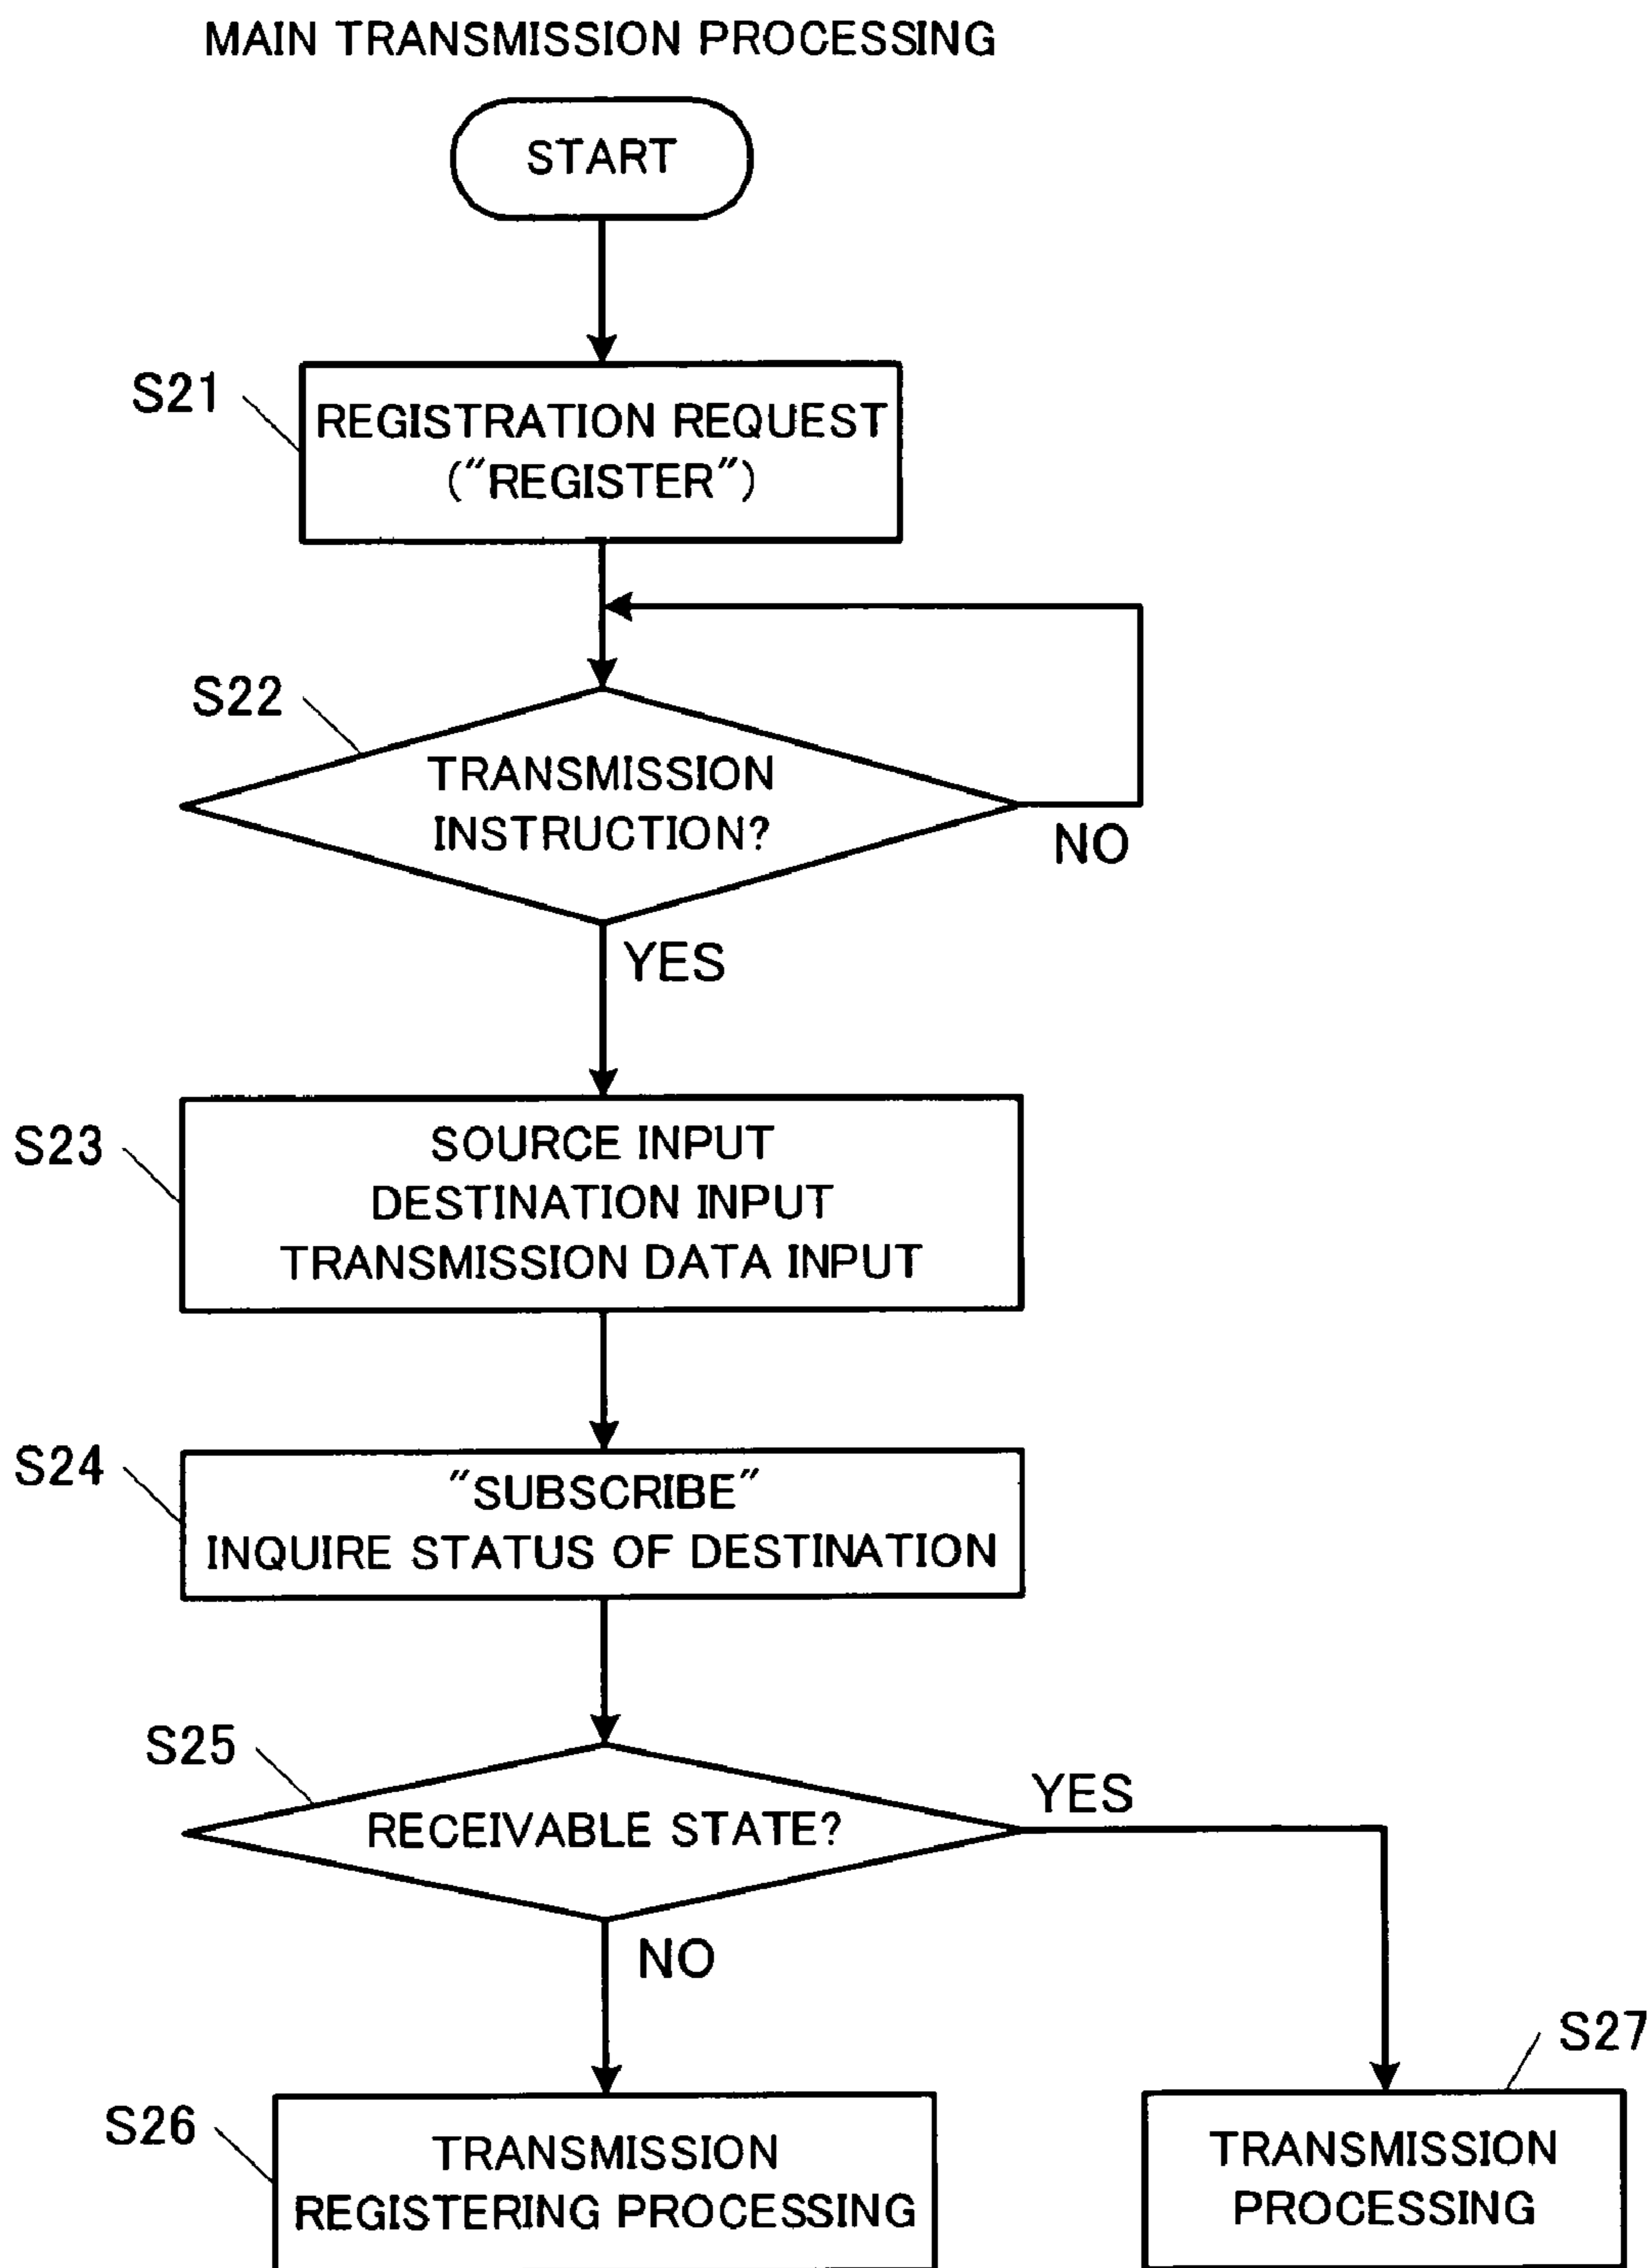 MAIN TRANSMISSION PROCESSING
START
S21
REGISTRATION REQUEST
("REGISTER")
S22
TRANSMISSION
INSTRUCTION?
NO
YES
S23
SOURCE INPUT
DESTINATION INPUT
TRANSMISSION DATA INPUT
S24
"SUBSCRIBE"
INQUIRE STATUS OF DESTINATION
S25
RECEIVABLE STATE?
YES
NO
S26
TRANSMISSION
REGISTERING PROCESSING
S27
TRANSMISSION
PROCESSING